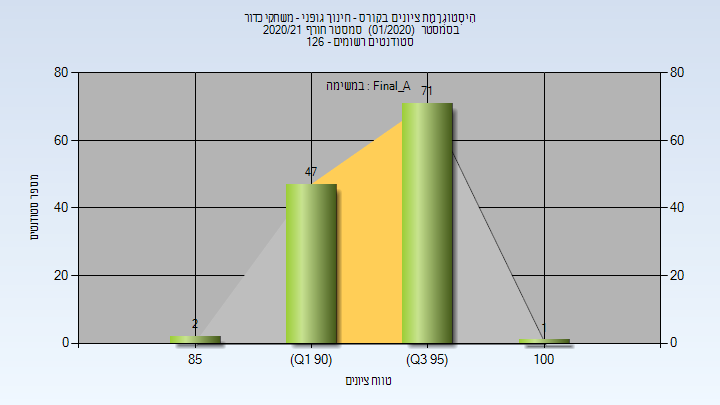 היסטוגרמת ציונים בקורס - חינוך גופני - משחקי כדור
בסמסטר (01/2020) סמסטר חורף 2020/21
סטודנטים רשומים - 126
במשימה : Final_A
80
60
40
20
0
80
60
40
20
0
מספר סטודנטים
2
47
71
1
85
(Q1 90)
(Q3 95)
100
טווח ציונים